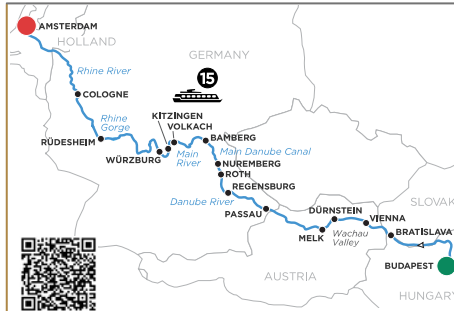 AMSTERDAM
HOLLAND
GERMANY
Rhine River
15
COLOGNE
Rhine
Gorge
KITZINGEN
VOLKACH
BAMBERG
RÜDESHEIM
WÜRZBURG
Main
River
Main Danube Canal
NUREMBERG
ROTH
REGENSBURG
Danube River
PASSAU
DÜRNSTEIN
VIENNA
SLOVAK
MELK
Wachau
Valley
BRATISLAVA
BUDAPEST
AUSTRIA
HUNGARY